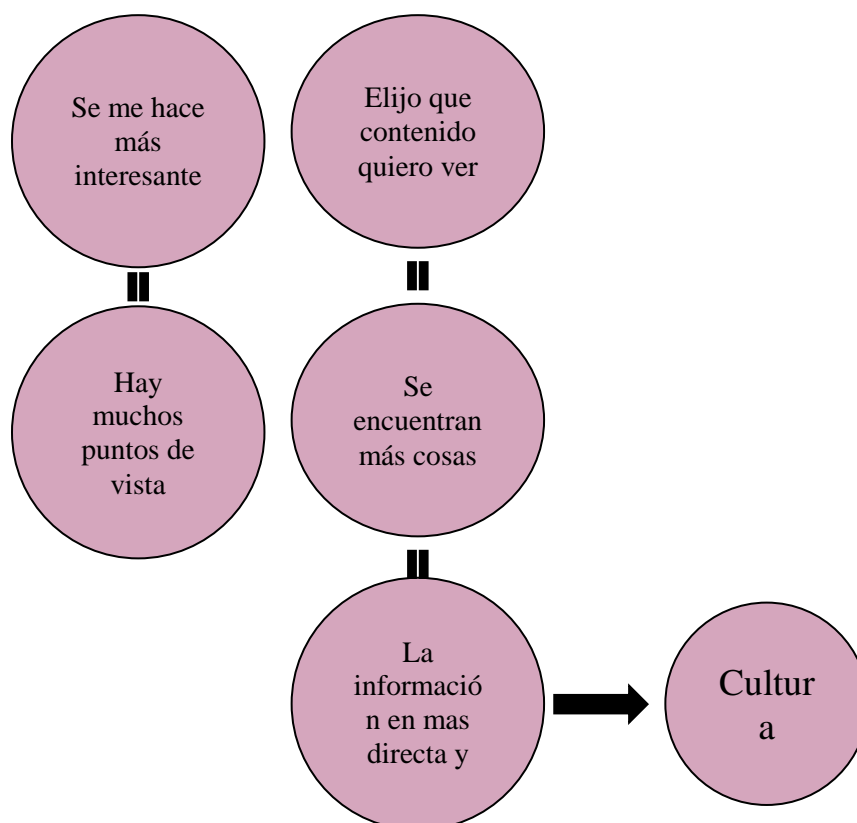 Se me hace
más
interesante
Hay
muchos
puntos de
vista
Elijo que
contenido
quiero ver
Se
encuentran
más cosas
La
informació
n en mas
directa y
Cultur
a